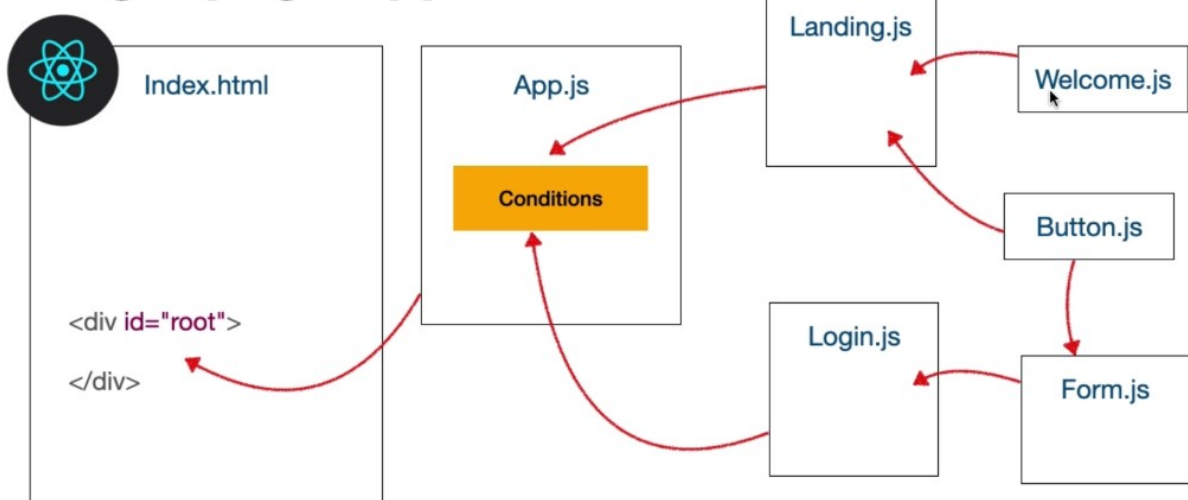 Index.html
<div id="root">
</div>
App.js
Conditions
Landing.js
Welcome.js
Button.js
Login.js
Form.js